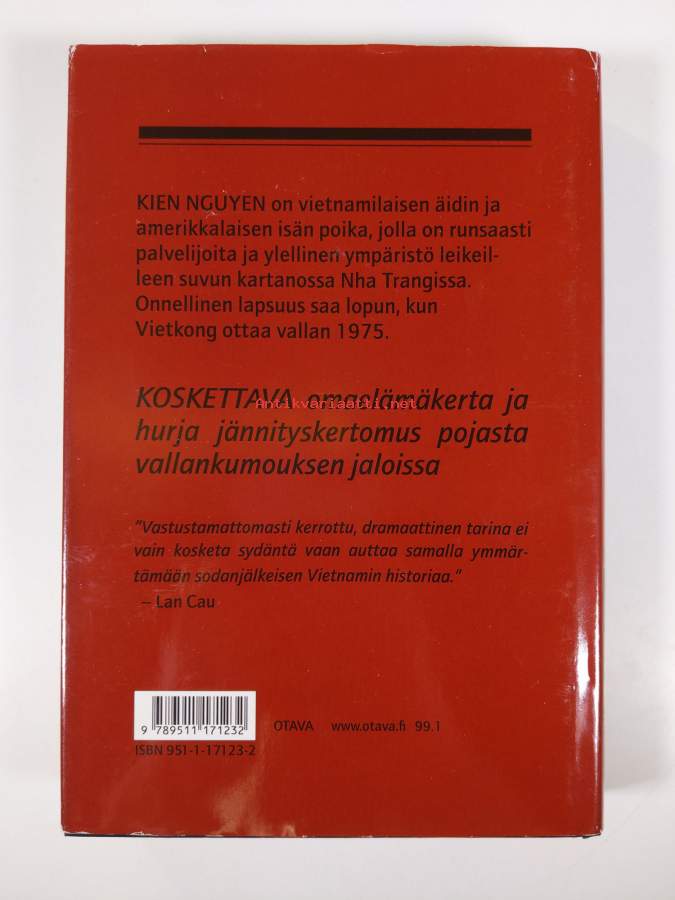 KIEN NGUYEN on vietnamilaisen äidin ja
amerikkalaisen isän poika, jolla on runsaasti
palvelijoita ja ylellinen ympäristö leikeil-
leen suvun kartanossa Nha Trangissa.
Onnellinen lapsuus saa lopun, kun
Vietkong ottaa vallan 1975.
KOSKETTAVA omaelämäkerta ja
Antikvariaatti.net
hurja jännityskertomus pojasta
vallankumouksen jaloissa
"Vastustamattomasti kerrottu, dramaattinen tarina ei
vain kosketa sydäntä vaan auttaa samalla ymmär-
tämään sodanjälkeisen Vietnamin historiaa."
– Lan Cau
9 789511 171232
OTAVA www.otava.fi 99.1
ISBN 951-1-17123-2